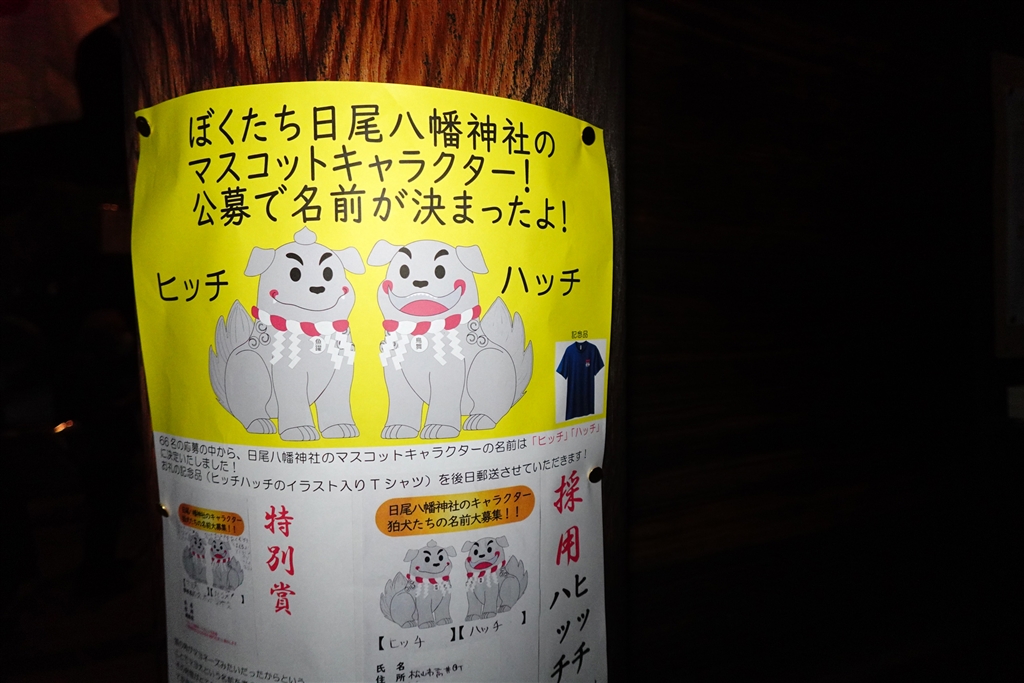 ぼくたち日尾八幡神社の
マスコットキャラクター!
公募で名前が決まったよ!
ヒッチ
ハッチ
記念品
66名の応募の中から、日尾八幡神社のマスコットキャラクターの名前は「ヒッチ」「ハッチ」
に決定いたしました!
お礼の記念品(ヒッチハッチのイラスト入りTシャツ)を後日郵送させていただきます!
特別賞
日尾八幡神社のキャラクター
狛犬たちの名前大募集!!
【ヒッチ】【ハッチ】
氏 名
住 所
採用
ヒッチ
ハッチ